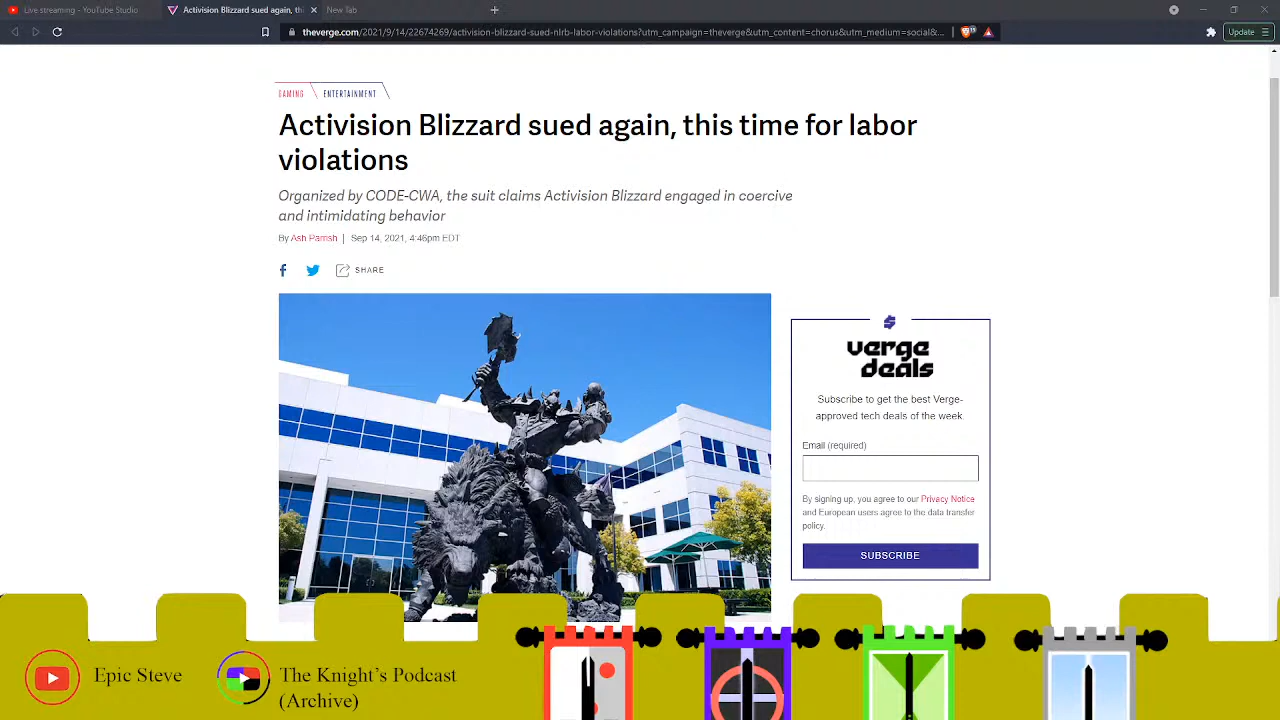 Live streaming - YouTube Studio
Activision Blizzard sued again, thi
New Tab
theverge.com/2021/9/14/22674269/activision-blizzard-sued-nlrb-labor-violations?utm_campaign=theverge&utm_content=chorus&utm_medium=social&...
Update
GAMING
ENTERTAINMENT
Activision Blizzard sued again, this time for labor
violations
Organized by CODE-CWA, the suit claims Activision Blizzard engaged in coercive
and intimidating behavior
By Ash Parrish | Sep 14, 2021, 4:46pm EDT
SHARE
verge
deals
Subscribe to get the best Verge-
approved tech deals of the week.
Email (required)
By signing up, you agree to our Privacy Notice
and European users agree to the data transfer
policy.
SUBSCRIBE
Epic Steve
The Knight's Podcast
(Archive)